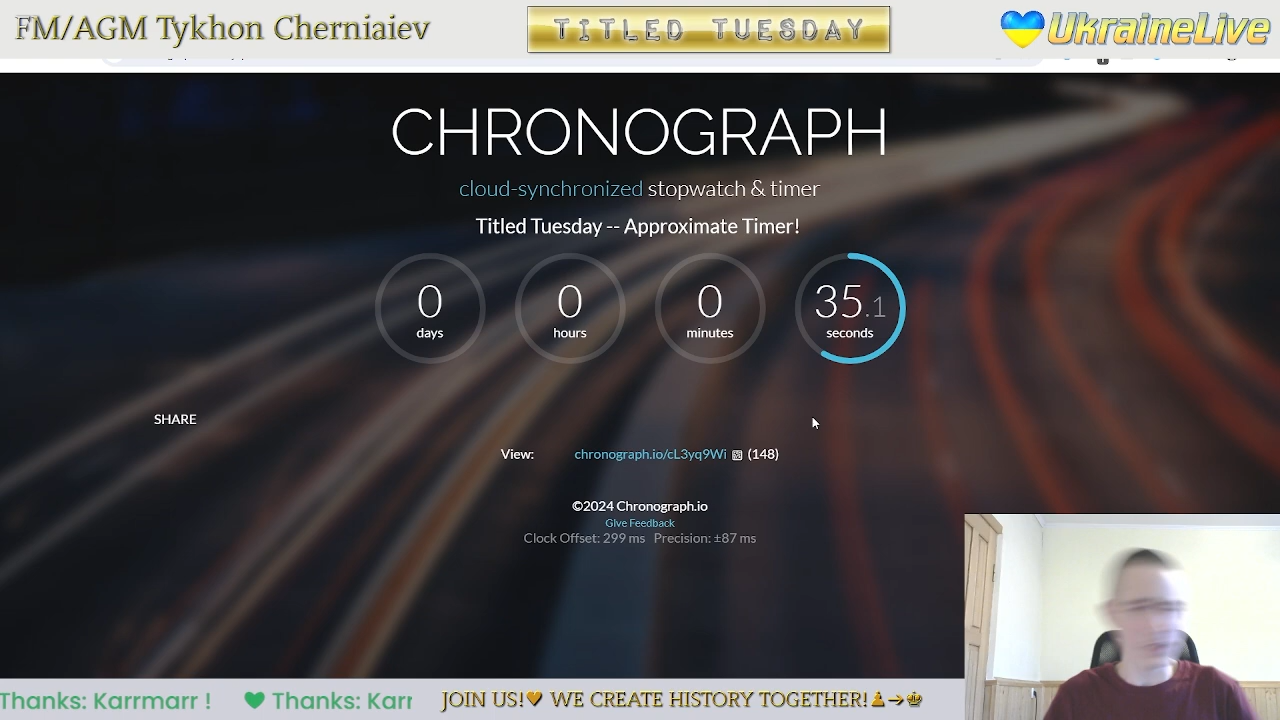 FM/AGM Tykhon Cherniaiev
TITLED TUESDAY
UkraineLive
CHRONOGRAPH
cloud-synchronized stopwatch & timer
Titled Tuesday -- Approximate Timer!
0 0 0 35.1
days hours minutes seconds
SHARE
View: chronograph.io/cL3yq9Wi (148)
©2024 Chronograph.io
Give Feedback
Clock Offset: 299 ms Precision: ±87 ms
Thanks: Karrmarr ! 💚 Thanks: Karr
JOIN US!🧡 WE CREATE HISTORY TOGETHER!♟➔♚